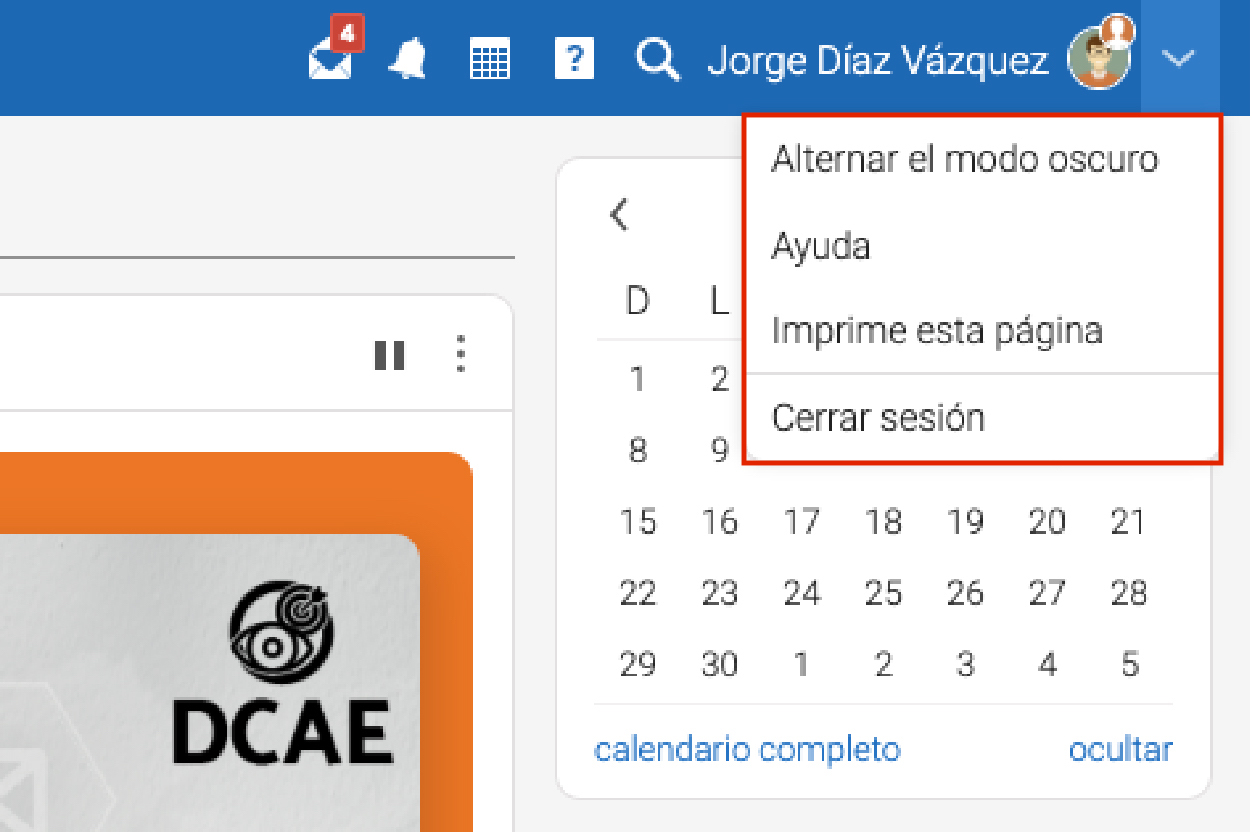 4
?
Jorge Díaz Vázquez
Alternar el modo oscuro
Ayuda
Imprime esta página
Cerrar sesión
D L
1 2
8 9
15 16 17 18 19 20 21
22 23 24 25 26 27 28
29 30 1 2 3 4 5
calendario completo ocultar
DCAE